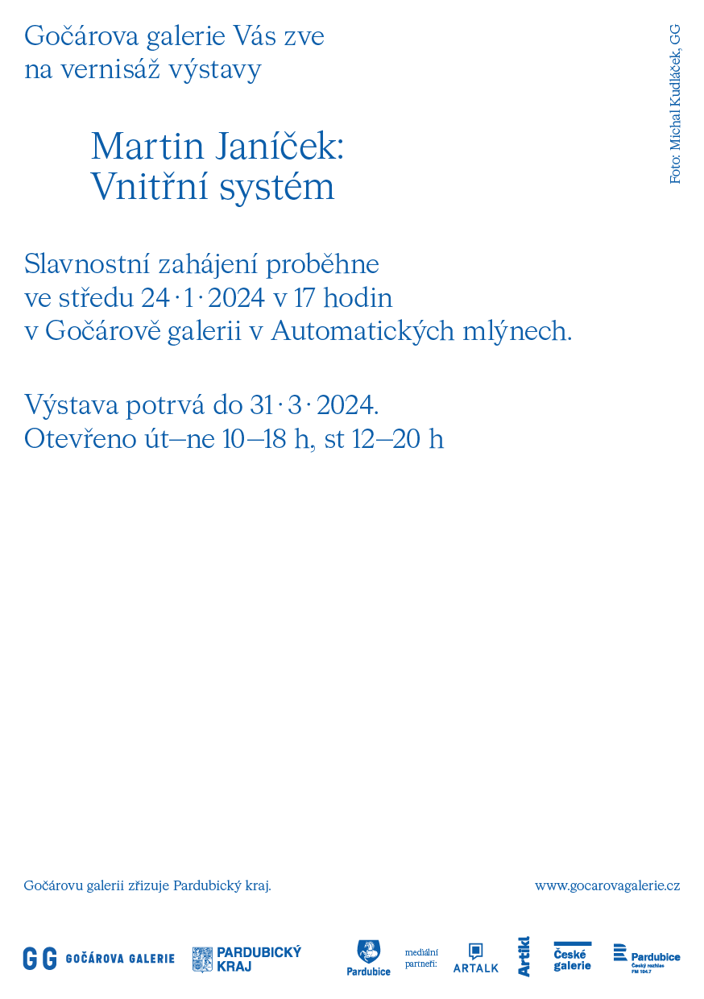 Gočárova galerie Vás zve
na vernisáž výstavy
Martin Janíček:
Vnitřní systém
Slavnostní zahájení proběhne
ve středu 24 · 1 · 2024 v 17 hodin
v Gočárově galerii v Automatických mlýnech.
Výstava potrvá do 31 · 3 · 2024.
Otevřeno út—ne 10—18 h, st 12—20 h
Foto: Michal Kudláček, GG
Gočárovu galerii zřizuje Pardubický kraj.
www.gocarovagalerie.cz
GG GOČÁROVA GALERIE
PARDUBICKÝ
KRAJ
Pardubice
mediální
partneři:
ARTALK
Artikl
České
galerie
Pardubice
Český rozhlas
FM 104.7